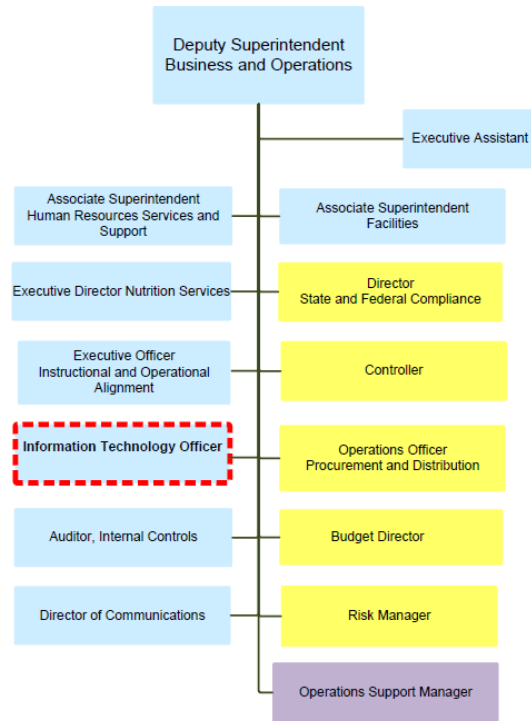 Deputy Superintendent
Business and Operations
Executive Assistant
Associate Superintendent
Human Resources Services and
Support
Associate Superintendent
Facilities
Executive Director Nutrition Services
Director
State and Federal Compliance
Executive Officer
Instructional and Operational
Alignment
Controller
Information Technology Officer
Operations Officer
Procurement and Distribution
Auditor, Internal Controls
Budget Director
Director of Communications
Risk Manager
Operations Support Manager